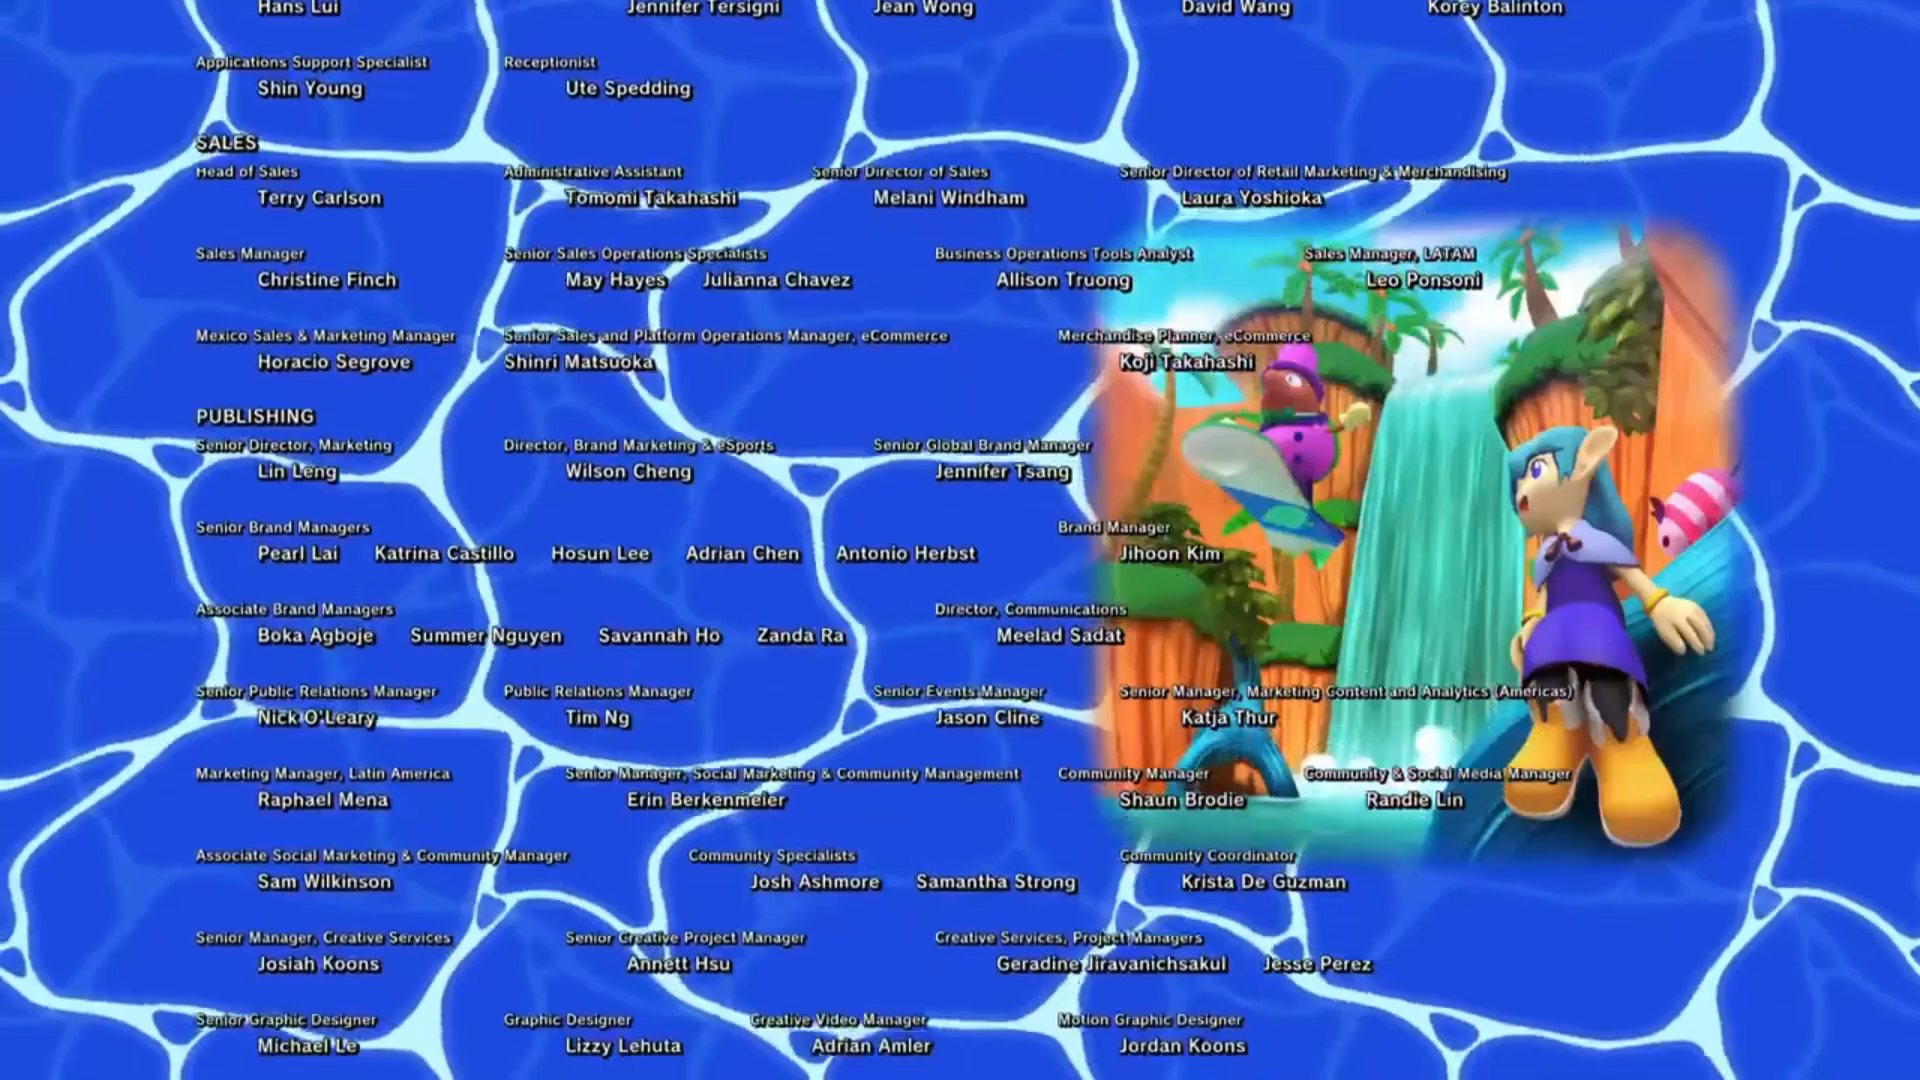 Hans Lui Jennifer Tersigni Jean Wong David Wang Korey Balinton
Applications Support Specialist Receptionist
Shin Young Ute Spedding
SALES
Head of Sales Administrative Assistant Senior Director of Sales Senior Director of Retail Marketing & Merchandising
Terry Carlson Tomomi Takahashi Melani Windham Laura Yoshioka
Sales Manager Senior Sales Operations Specialists Business Operations Tools Analyst Sales Manager, LATAM
Christine Finch May Hayes Julianna Chavez Allison Truong Leo Ponsoni
Mexico Sales & Marketing Manager Senior Sales and Platform Operations Manager, eCommerce Merchandise Planner, eCommerce
Horacio Segrove Shinri Matsuoka Koji Takahashi
PUBLISHING
Senior Director, Marketing Director, Brand Marketing & eSports Senior Global Brand Manager
Lin Leng Wilson Cheng Jennifer Tsang
Senior Brand Managers Brand Manager
Pearl Lai Katrina Castillo Hosun Lee Adrian Chen Antonio Herbst Jihoon Kim
Associate Brand Managers Director, Communications
Boka Agboje Summer Nguyen Savannah Ho Zanda Ra Meelad Sadat
Senior Public Relations Manager Public Relations Manager Senior Events Manager Senior Manager, Marketing Content and Analytics (Americas)
Nick O'Leary Tim Ng Jason Cline Katja Thur
Marketing Manager, Latin America Senior Manager, Social Marketing & Community Management Community Manager Community & Social Media Manager
Raphael Mena Erin Berkenmeier Shaun Brodie Randie Lin
Associate Social Marketing & Community Manager Community Specialists Community Coordinator
Sam Wilkinson Josh Ashmore Samantha Strong Krista De Guzman
Senior Manager, Creative Services Senior Creative Project Manager Creative Services, Project Managers
Josiah Koons Annett Hsu Geradine Jiravanichsakul Jesse Perez
Senior Graphic Designer Graphic Designer Creative Video Manager Motion Graphic Designer
Michael Le Lizzy Lehuta Adrian Amler Jordan Koons